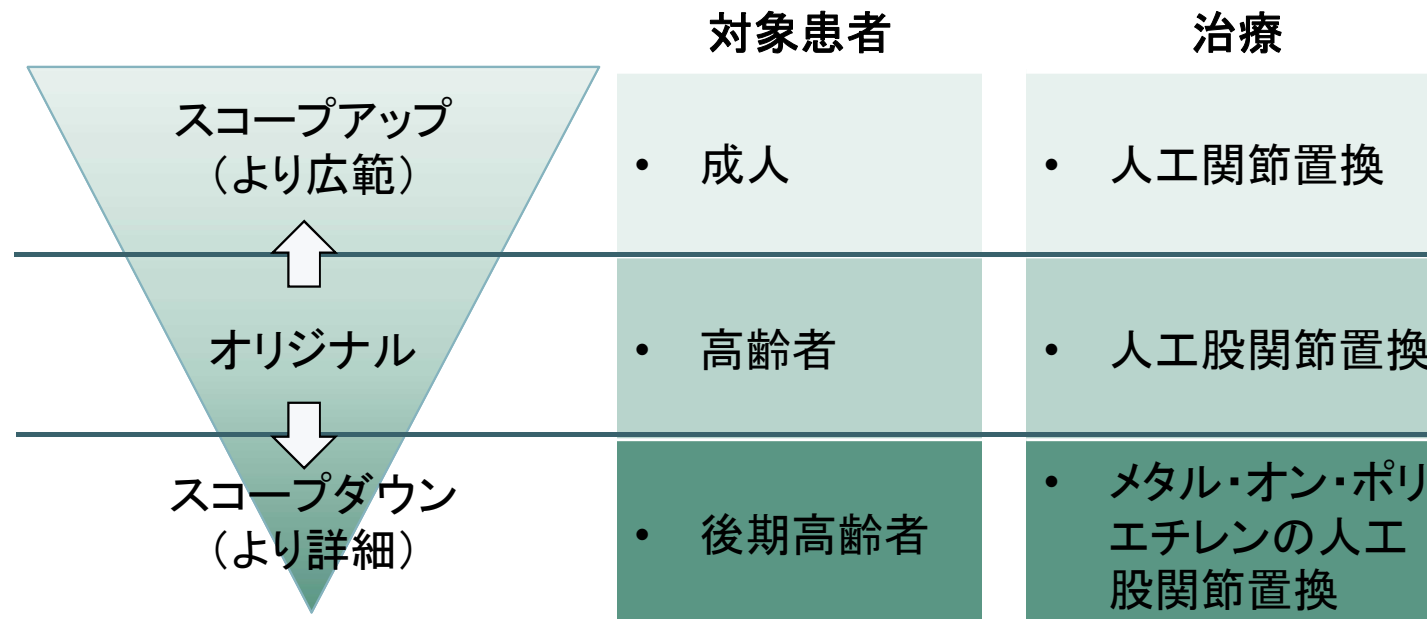 対象患者
治療
スコープアップ
（より広範）
• 成人
• 人工関節置換
オリジナル
• 高齢者
• 人工股関節置換
スコープダウン
（より詳細）
• 後期高齢者
• メタル・オン・ポリ
エチレンの人工
股関節置換